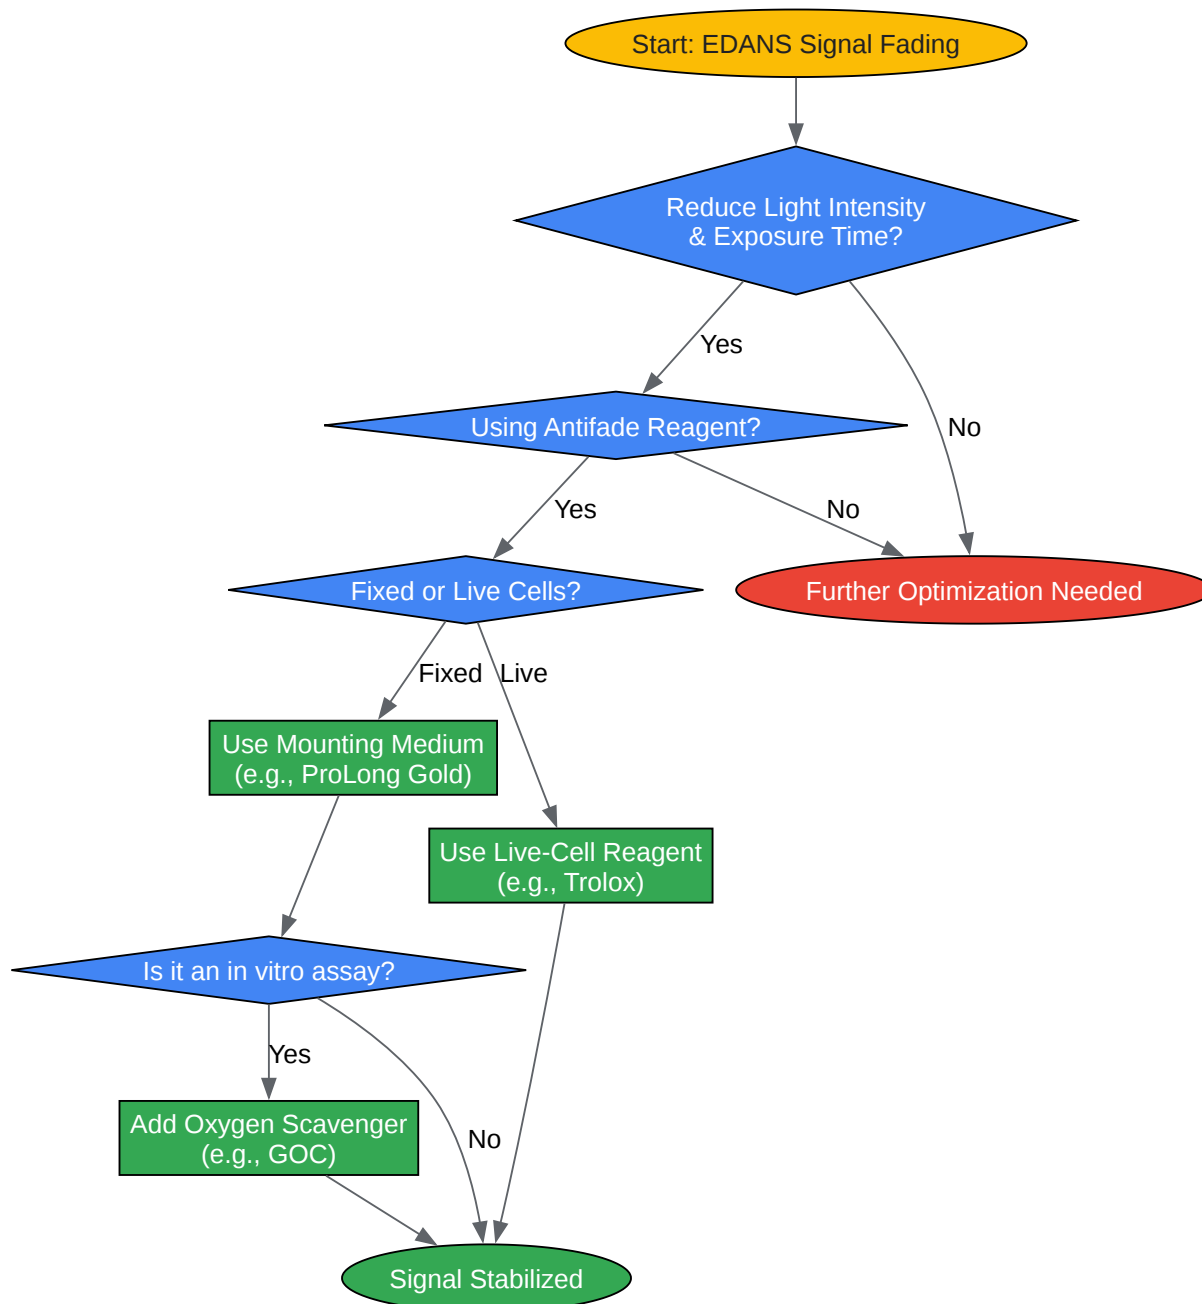 Start: EDANS Signal Fading
Reduce Light Intensity
& Exposure Time?
Yes
No
Using Antifade Reagent?
Yes
No
Fixed or Live Cells?
Further Optimization Needed
Fixed
Live
Use Mounting Medium
(e.g., ProLong Gold)
Use Live-Cell Reagent
(e.g., Trolox)
Is it an in vitro assay?
Yes
No
Add Oxygen Scavenger
(e.g., GOC)
Signal Stabilized